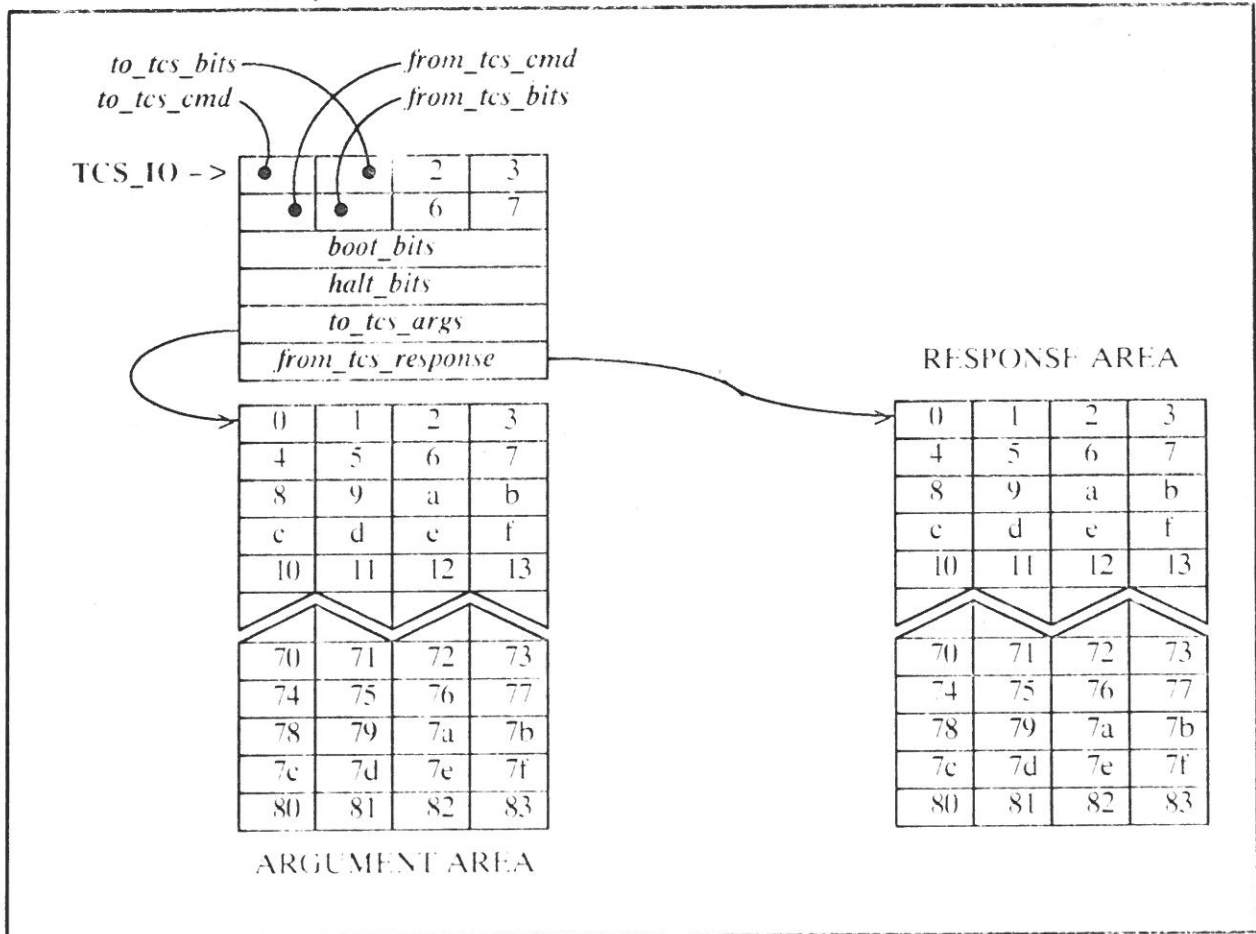 to_tcs_bits from_tcs_cmd
to_tcs_cmd from_tcs_bits
TCS_IO -> 2 3
6 7
boot_bits
halt_bits
to_tcs_args
from_tcs_response
RESPONSE AREA
0 1 2 3 0 1 2 3
4 5 6 7 4 5 6 7
8 9 a b 8 9 a b
c d e f c d e f
10 11 12 13 10 11 12 13
70 71 72 73 70 71 72 73
74 75 76 77 74 75 76 77
78 79 7a 7b 78 79 7a 7b
7c 7d 7e 7f 7c 7d 7e 7f
80 81 82 83 80 81 82 83
ARGUMENT AREA